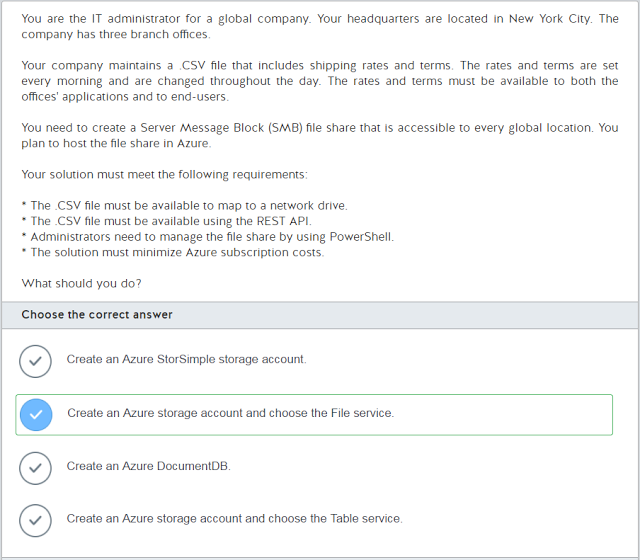 You are the IT administrator for a global company. Your headquarters are located in New York City. The
company has three branch offices.
Your company maintains a .CSV file that includes shipping rates and terms. The rates and terms are set
every morning and are changed throughout the day. The rates and terms must be available to both the
offices' applications and to end-users.
You need to create a Server Message Block (SMB) file share that is accessible to every global location. You
plan to host the file share in Azure.
Your solution must meet the following requirements:
* The .CSV file must be available to map to a network drive.
* The .CSV file must be available using the REST API.
* Administrators need to manage the file share by using PowerShell.
* The solution must minimize Azure subscription costs.
What should you do?
Choose the correct answer
Create an Azure StorSimple storage account.
Create an Azure storage account and choose the File service.
Create an Azure DocumentDB.
Create an Azure storage account and choose the Table service.